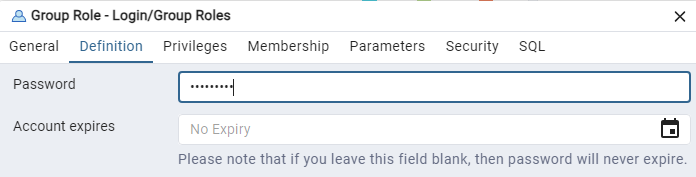 Group Role - Login/Group Roles
General Definition Privileges Membership Parameters Security SQL
Password •••••••••
Account expires No Expiry
Please note that if you leave this field blank, then password will never expire.